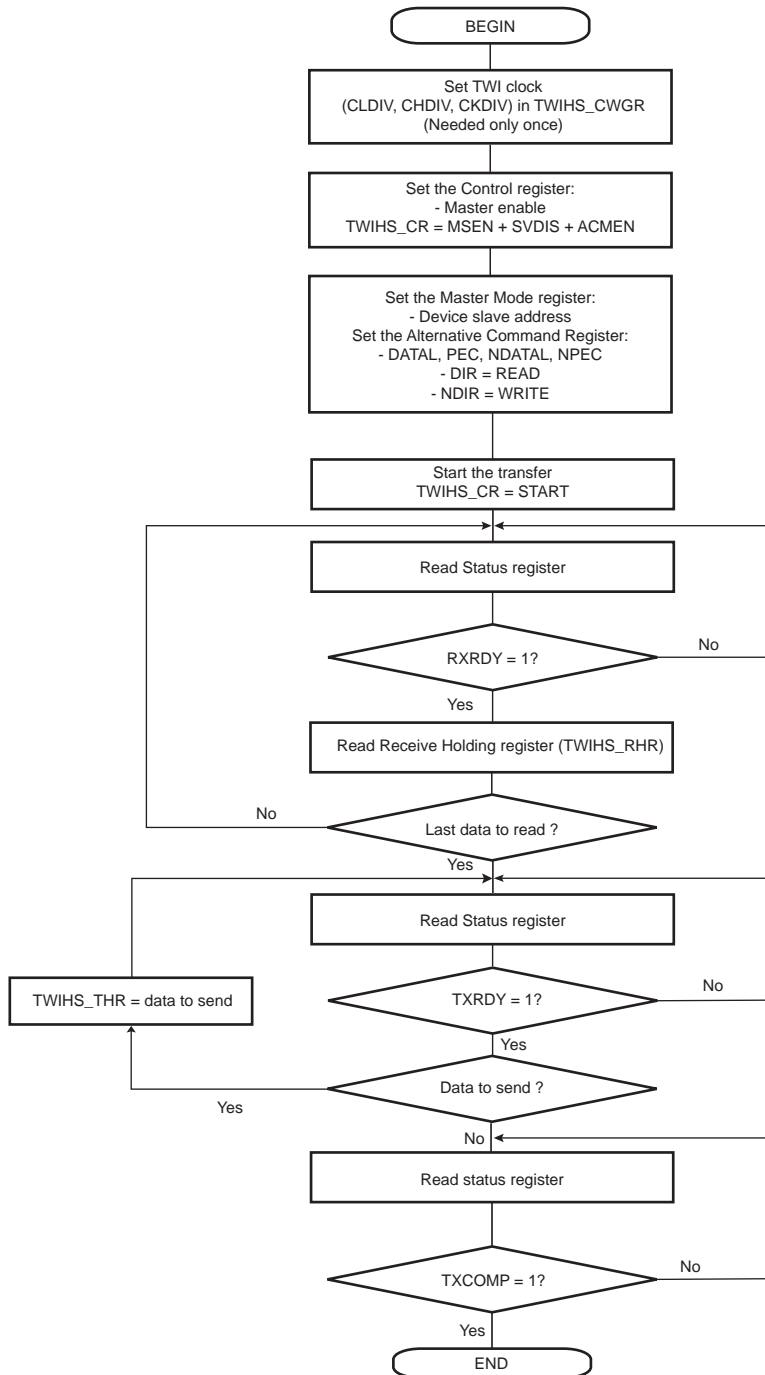 BEGIN
Set TWI clock
(CLDIV, CHDIV, CKDIV) in TWIHS_CWGR
(Needed only once)
Set the Control register:
- Master enable
TWIHS_CR = MSEN + SVDIS + ACMEN
Set the Master Mode register:
- Device slave address
Set the Alternative Command Register:
- DATAL, PEC, NDATAL, NPEC
- DIR = READ
- NDIR = WRITE
Start the transfer
TWIHS_CR = START
Read Status register
RXRDY = 1?
No
Yes
Read Receive Holding register (TWIHS_RHR)
No
Last data to read ?
Yes
Read Status register
TWIHS_THR = data to send
TXRDY = 1?
No
Yes
Data to send ?
Yes
No
Read status register
TXCOMP = 1?
No
Yes
END